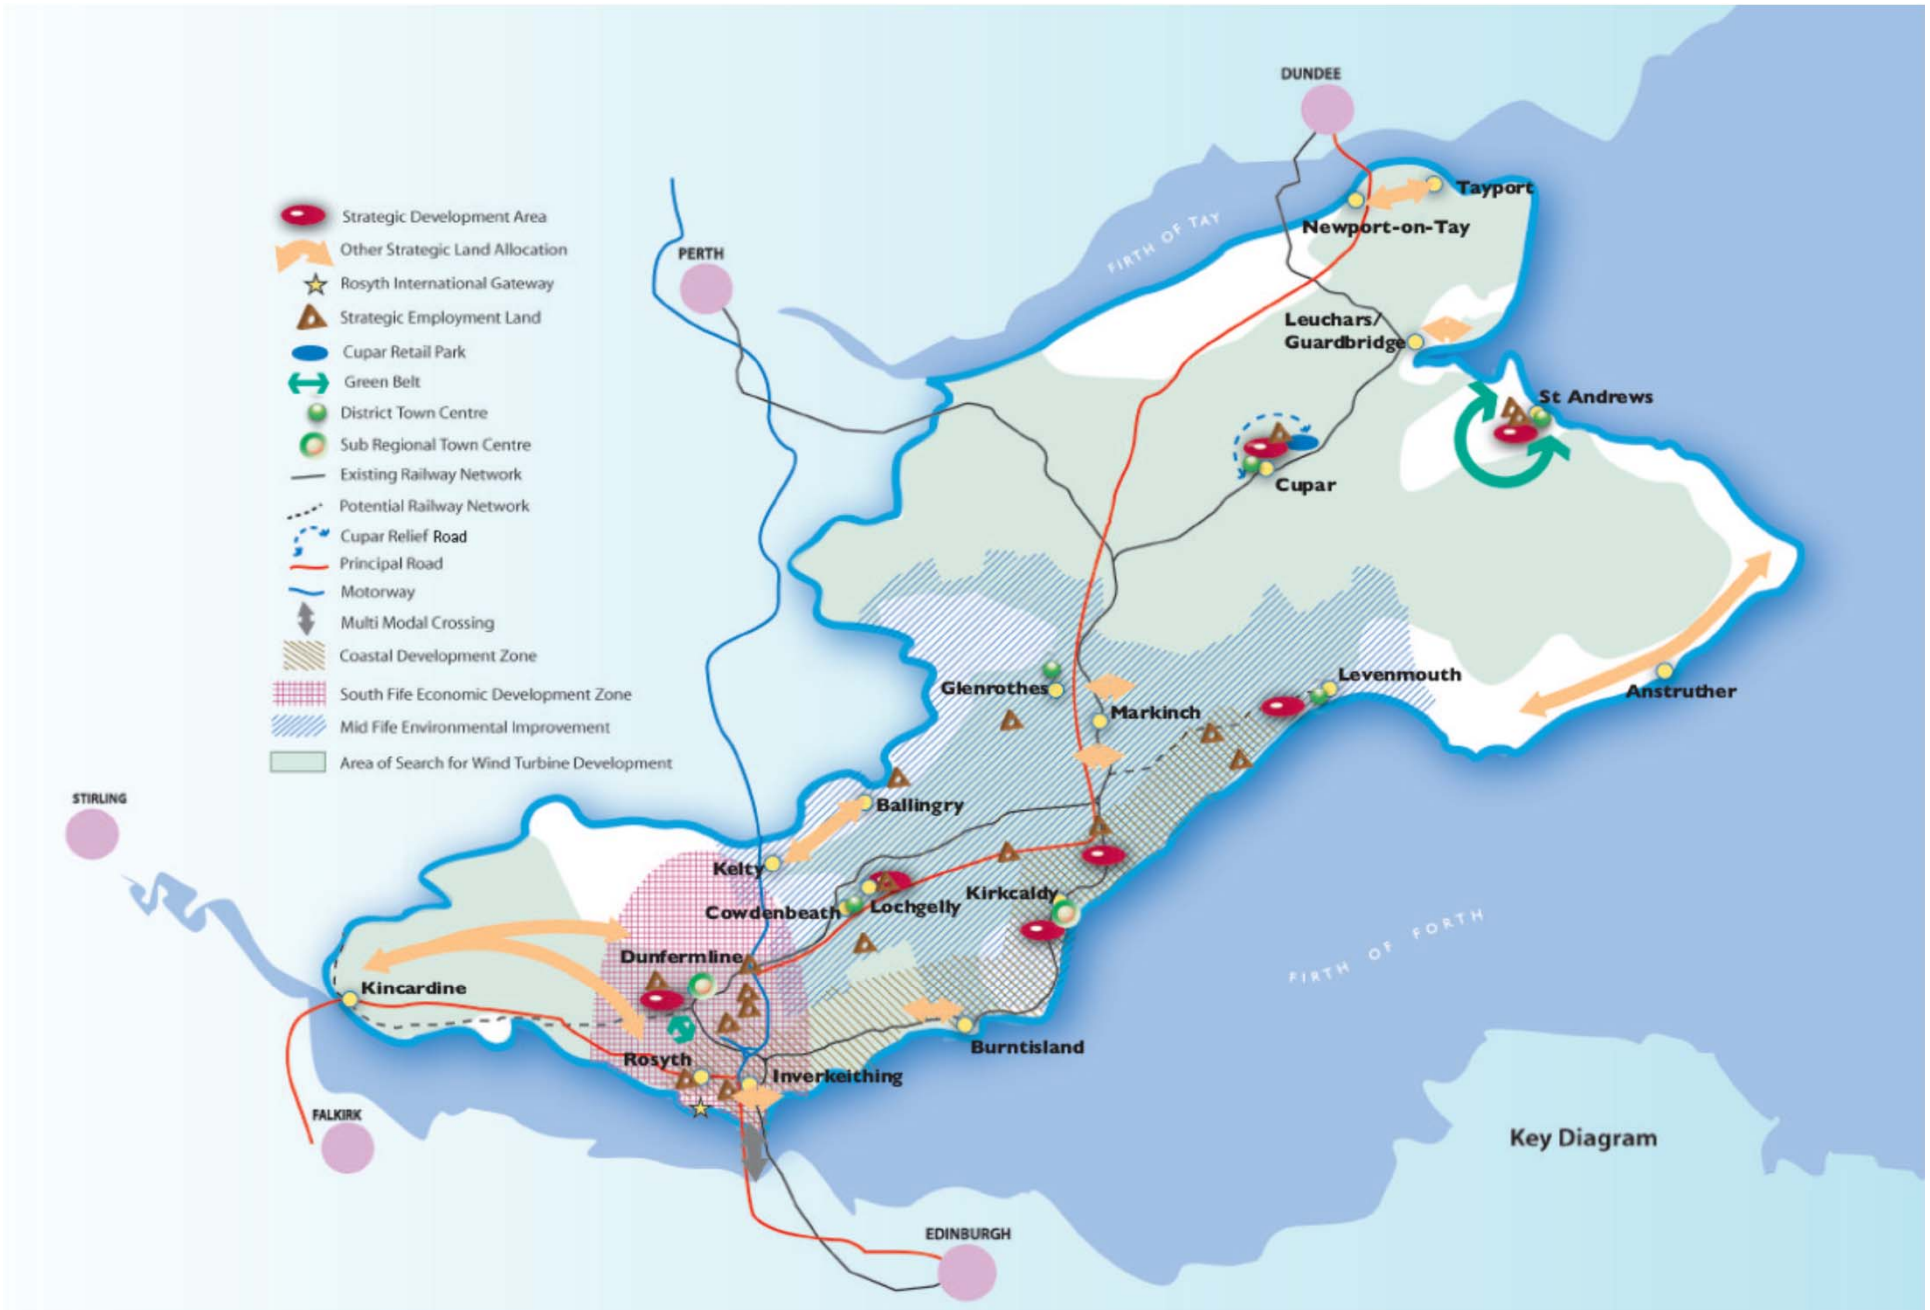 DUNDEE
Tayport
Newport-on-Tay
FIRTH OF TAY
PERTH
Leuchars/
Guardbridge
St Andrews
Cupar
Strategic Development Area
Other Strategic Land Allocation
Rosyth International Gateway
Strategic Employment Land
Cupar Retail Park
Green Belt
District Town Centre
Sub Regional Town Centre
Existing Railway Network
Potential Railway Network
Cupar Relief Road
Principal Road
Motorway
Multi Modal Crossing
Coastal Development Zone
South Fife Economic Development Zone
Mid Fife Environmental Improvement
Area of Search for Wind Turbine Development
Glenrothes
Levenmouth
Anstruther
Markinch
STIRLING
Ballingry
Kelty
Kirkcaldy
Cowdenbeath
Lochgelly
FIRTH OF FORTH
Dunfermline
Kincardine
Burntisland
Rosyth
Inverkeithing
FALKIRK
Key Diagram
EDINBURGH